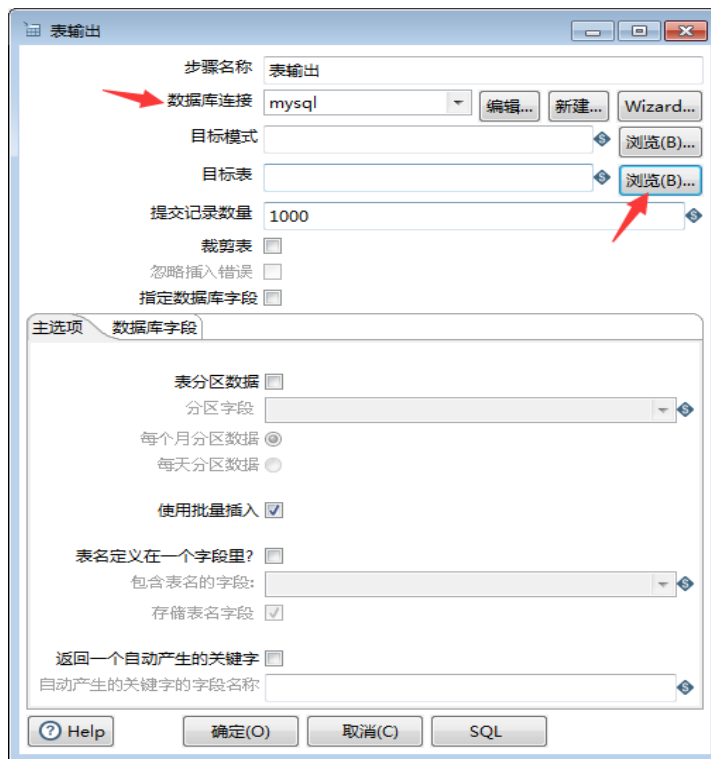 表输出
步骤名称 表输出
数据库连接 mysql 编辑... 新建... Wizard...
目标模式 浏览(B)...
目标表 浏览(B)...
提交记录数量 1000
裁剪表
忽略插入错误
指定数据库字段
主选项 数据库字段
表分区数据
分区字段
每个月分区数据
每天分区数据
使用批量插入
表名定义在一个字段里?
包含表名的字段:
存储表名字段
返回一个自动产生的关键字
自动产生的关键字的字段名称
Help 确定(O) 取消(C) SQL